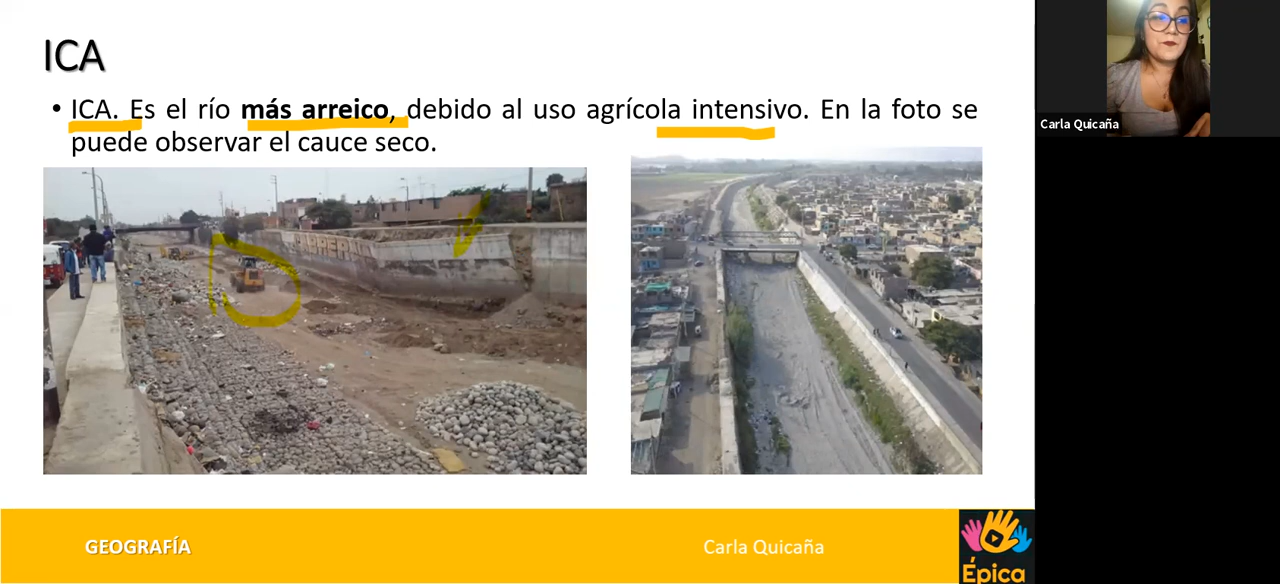 ICA
• ICA. Es el río más arreico, debido al uso agrícola intensivo. En la foto se
puede observar el cauce seco.
Carla Quicaña
GEOGRAFÍA
Carla Quicaña
Épica